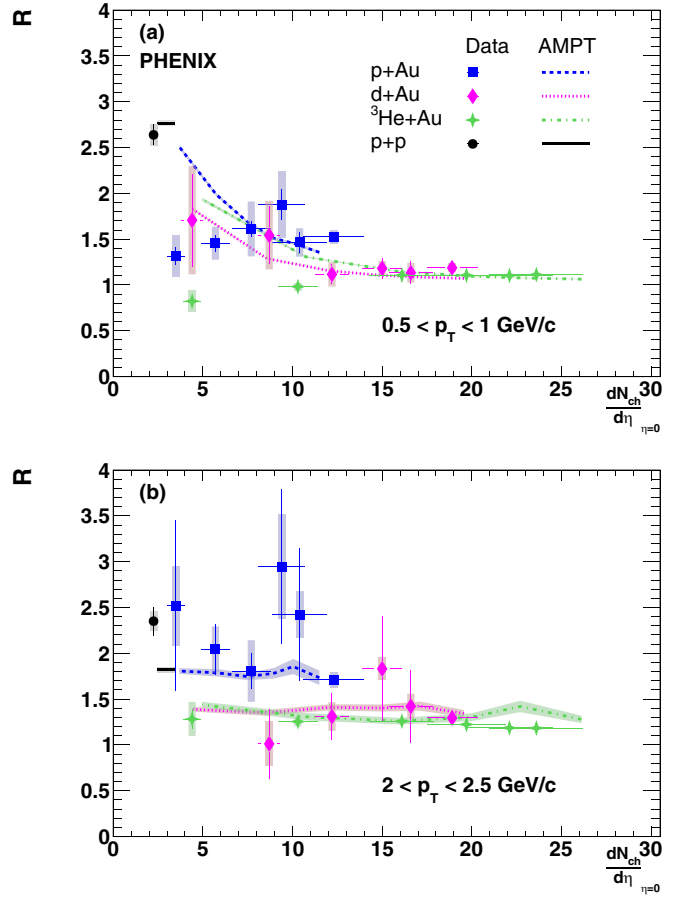 R
4
3.5
3
2.5
2
1.5
1
0.5
0
(a)
PHENIX
Data AMPT
p+Au
d+Au
³He+Au
p+p
0.5 < p_T < 1 GeV/c
0 5 10 15 20 25 30
dN_ch
dη η=0
R
4
3.5
3
2.5
2
1.5
1
0.5
0
(b)
2 < p_T < 2.5 GeV/c
0 5 10 15 20 25 30
dN_ch
dη η=0